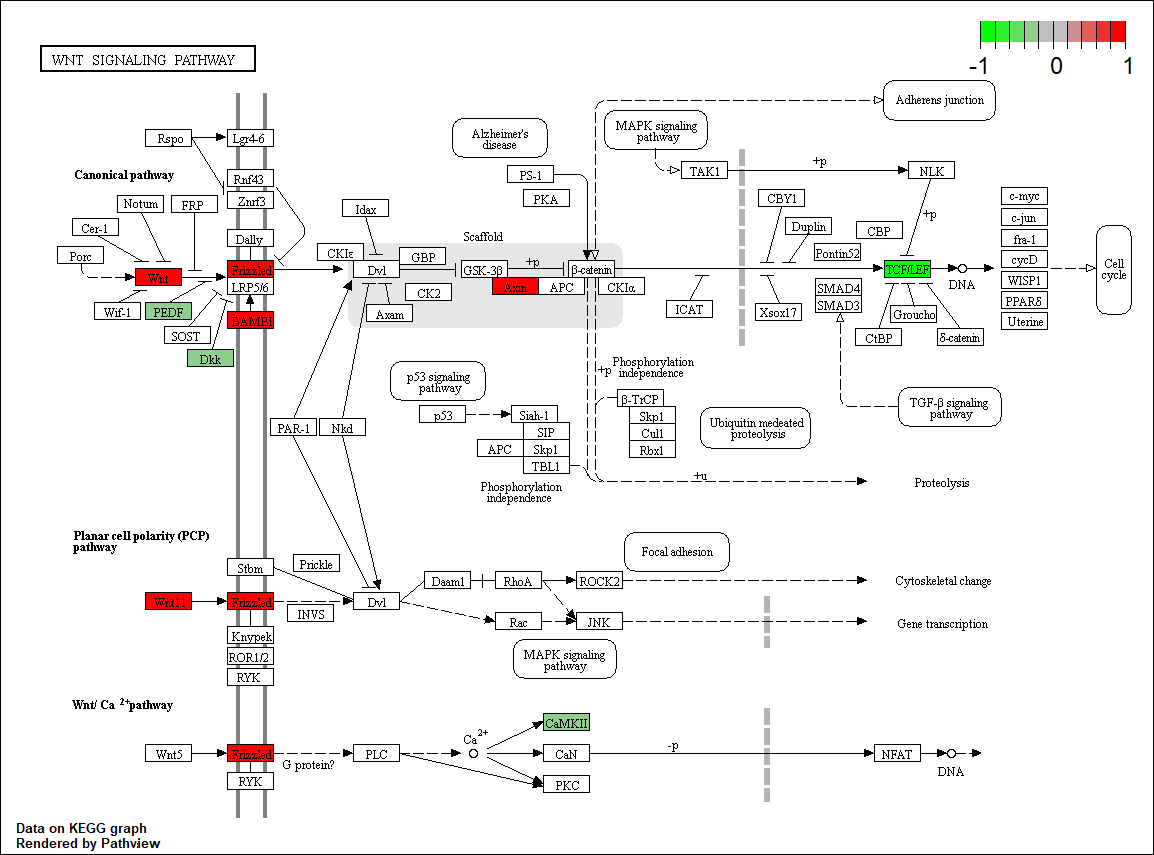 WNT SIGNALING PATHWAY
-1
0
1
Rspo
Lgr4-6
Canonical pathway
Rnf43
Znrf3
Notum
FRP
Cer-1
Dally
Porc
Wnt
Frizzled
LRP5/6
Wif-1
PEDF
BAMBI
SOST
Dkk
Idax
CKIε
Scaffold
GBP
Dvl
CK2
Axam
GSK-3β
+p
Axin
APC
β-catenin
CKIα
Alzheimer's
disease
PS-1
PKA
MAPK signaling
pathway
Adherens junction
TAK1
+p
NLK
+p
CBY1
Duplin
CBP
Pontin52
TCF/LEF
SMAD4
SMAD3
ICAT
Xsox17
Groucho
CtBP
δ-catenin
DNA
c-myc
c-jun
fra-1
cycD
WISP1
PPARδ
Uterine
Cell
cycle
TGF-β signaling
pathway
PAR-1
Nkd
p53 signaling
pathway
p53
Siah-1
SIP
APC
Skp1
TBL1
Phosphorylation
independence
+p
Phosphorylation
independence
β-TrCP
Skp1
Cul1
Rbx1
Ubiquitin medeated
proteolysis
+u
Proteolysis
Planar cell polarity (PCP)
pathway
Stbm
Prickle
Wnt11
Frizzled
INVS
Dvl
Knypek
ROR1/2
RYK
Daam1
RhoA
ROCK2
Rac
JNK
Focal adhesion
MAPK signaling
pathway
Cytoskeletal change
Gene transcription
Wnt/ Ca 2+pathway
Wnt5
Frizzled
RYK
G protein?
PLC
Ca2+
CaMKII
CaN
PKC
-p
NFAT
DNA
Data on KEGG graph
Rendered by Pathview